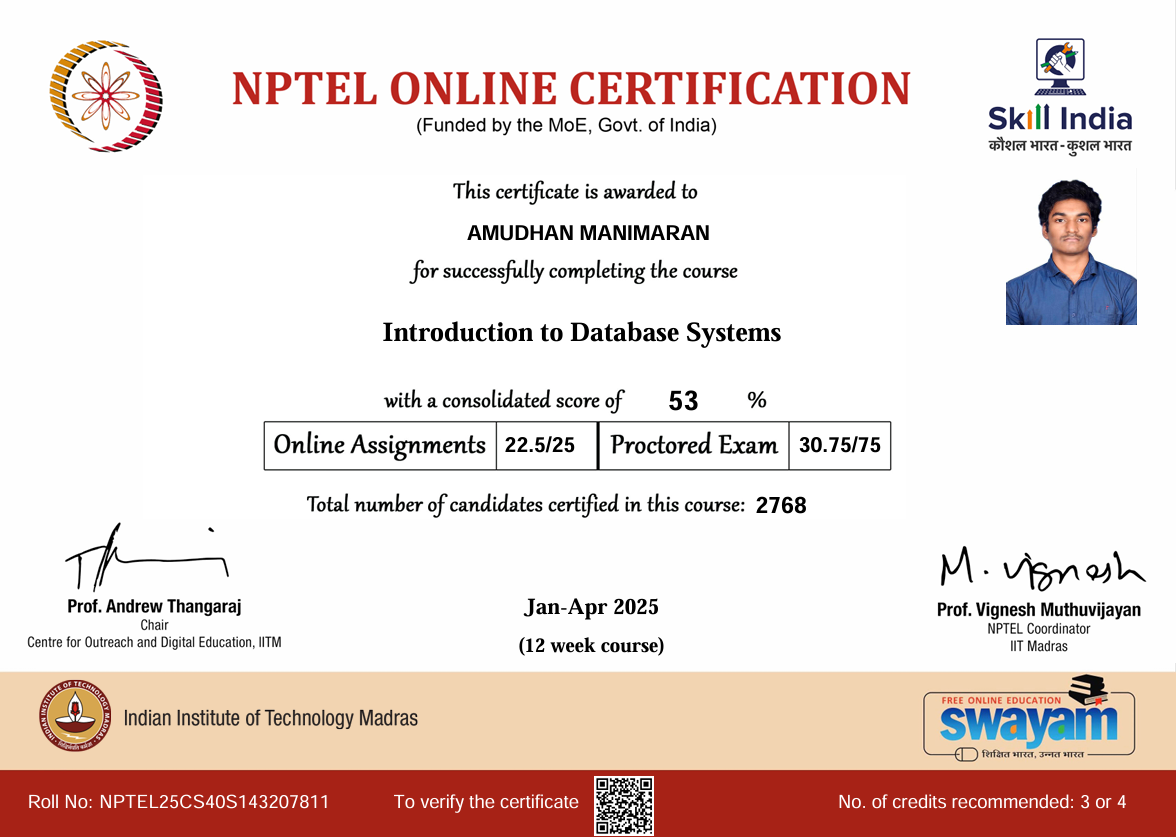 NPTEL ONLINE CERTIFICATION
(Funded by the MoE, Govt. of India)
Skill India
कौशल भारत - कुशल भारत
This certificate is awarded to
AMUDHAN MANIMARAN
for successfully completing the course
Introduction to Database Systems
with a consolidated score of 53 %
Online Assignments 22.5/25 Proctored Exam 30.75/75
Total number of candidates certified in this course: 2768
M. Vignesh
Prof. Andrew Thangaraj
Chair
Centre for Outreach and Digital Education, IITM
Jan-Apr 2025
(12 week course)
Prof. Vignesh Muthuvijayan
NPTEL Coordinator
IIT Madras
INDIAN INSTITUTE OF TECHNOLOGY MADRAS
Indian Institute of Technology Madras
FREE ONLINE EDUCATION
swayam
शिक्षित भारत, उन्नत भारत
Roll No: NPTEL25CS40S143207811
To verify the certificate
No. of credits recommended: 3 or 4